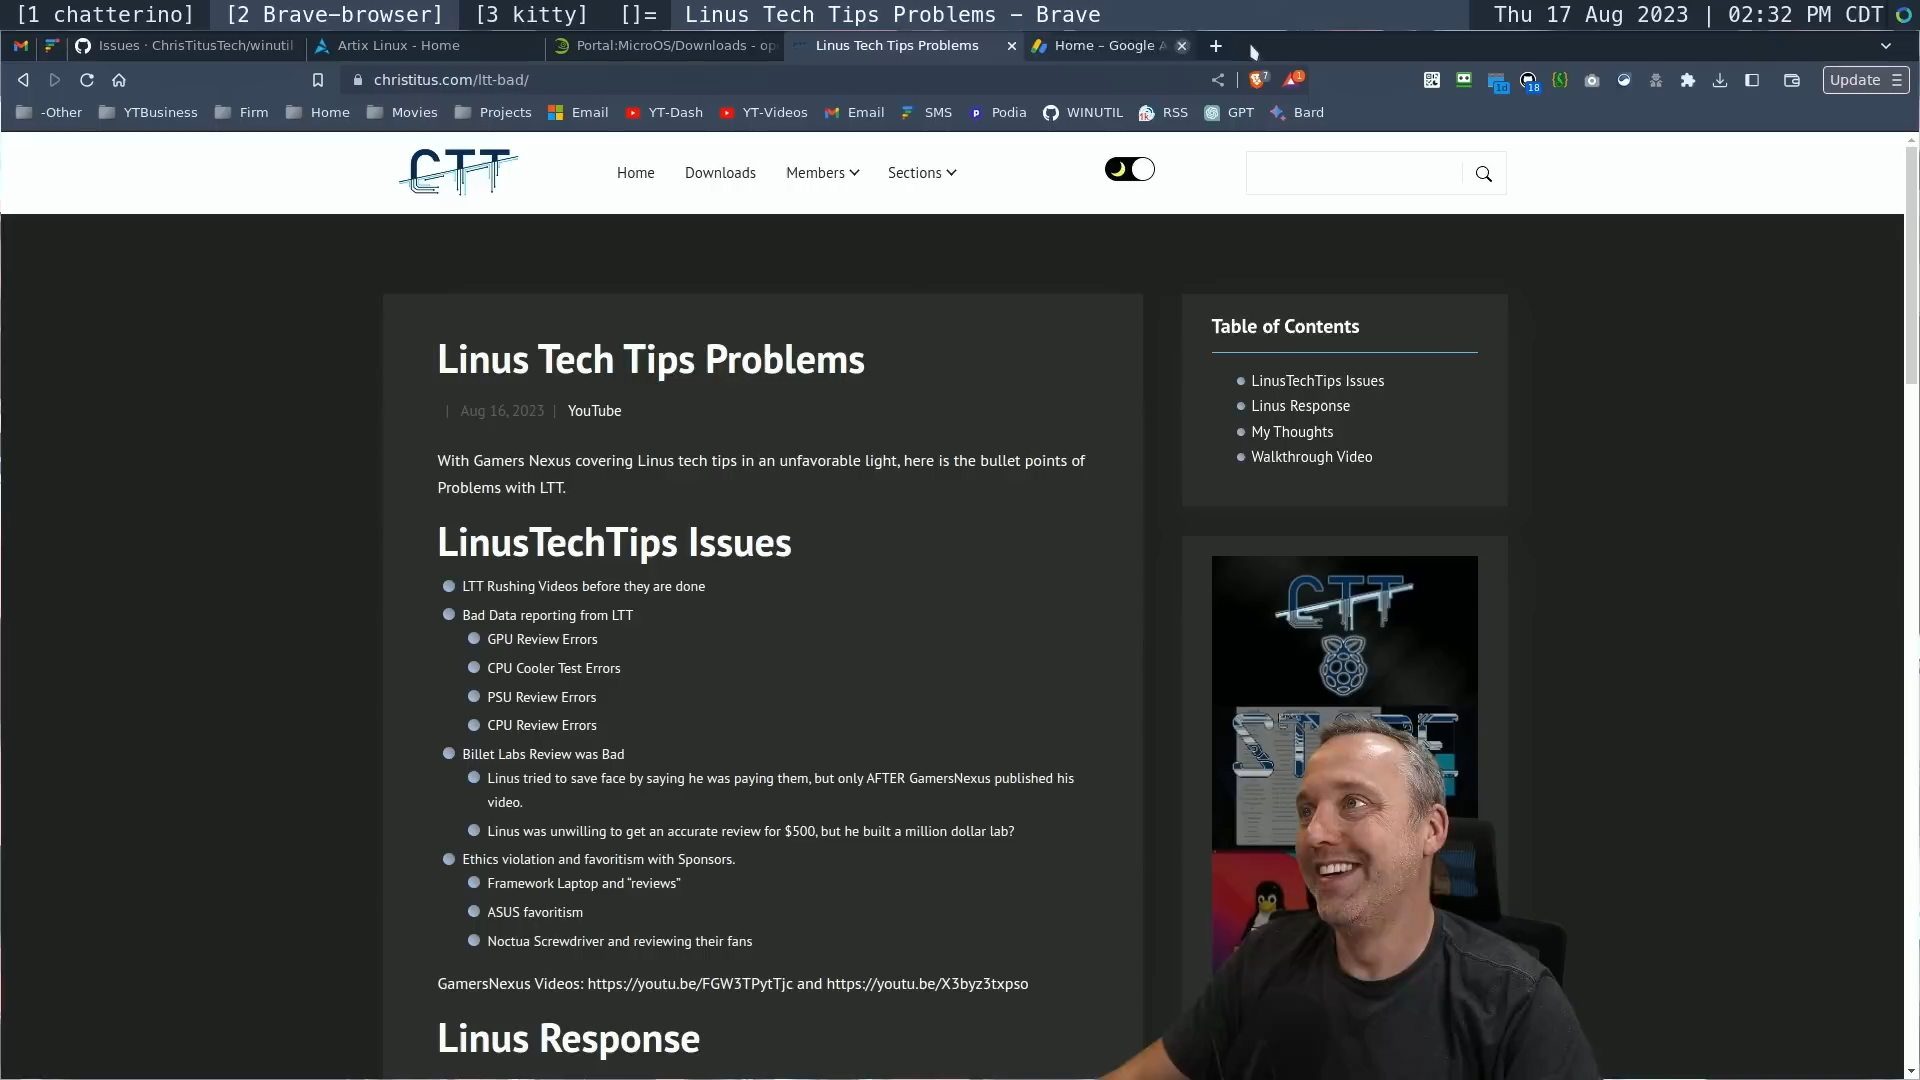 [1 chatterino] [2 Brave-browser] [3 kitty] []= Linus Tech Tips Problems - Brave Thu 17 Aug 2023 | 02:32 PM CDT
Issues · ChrisTitusTech/winutil Artix Linux - Home Portal:MicroOS/Downloads - op Linus Tech Tips Problems Home – Google A
christitus.com/ltt-bad/ 7 1 1d 18 Update
-Other YTBusiness Firm Home Movies Projects Email YT-Dash YT-Videos Email SMS Podia WINUTIL RSS GPT Bard
CTT Home Downloads Members Sections
Linus Tech Tips Problems
| Aug 16, 2023 | YouTube
With Gamers Nexus covering Linus tech tips in an unfavorable light, here is the bullet points of
Problems with LTT.
LinusTechTips Issues
LTT Rushing Videos before they are done
Bad Data reporting from LTT
GPU Review Errors
CPU Cooler Test Errors
PSU Review Errors
CPU Review Errors
Billet Labs Review was Bad
Linus tried to save face by saying he was paying them, but only AFTER GamersNexus published his
video.
Linus was unwilling to get an accurate review for $500, but he built a million dollar lab?
Ethics violation and favoritism with Sponsors.
Framework Laptop and “reviews”
ASUS favoritism
Noctua Screwdriver and reviewing their fans
GamersNexus Videos: https://youtu.be/FGW3TPytTjc and https://youtu.be/X3byz3txpso
Linus Response
Table of Contents
LinusTechTips Issues
Linus Response
My Thoughts
Walkthrough Video
CTT
STORE